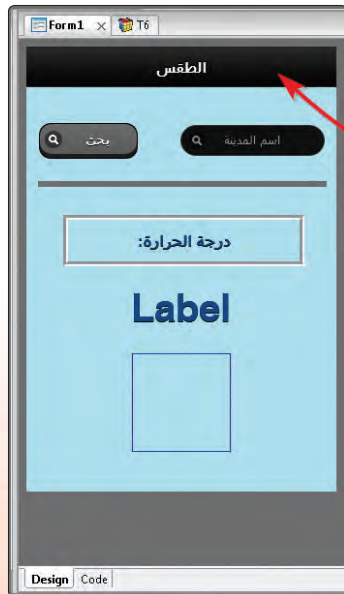 Form1 T6
الطقس
اسم المدينة بحث
درجة الحرارة:
Label
Design Code